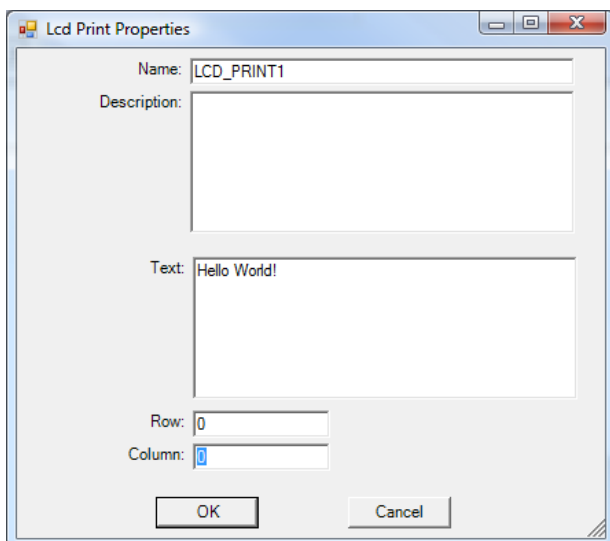 Lcd Print Properties
Name: LCD_PRINT1
Description:
Text: Hello World!
Row: 0
Column: 0
OK Cancel